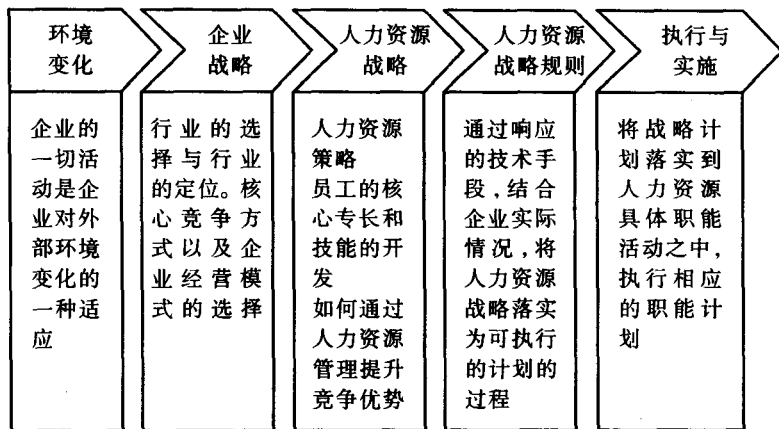 环境
变化
企业
战略
人力资源
战略
人力资源
战略规则
执行与
实施
企业的
一切活
动是企
业对外
部环境
变化的
一种适
应
行业的选
择与行业
的定位。核
心竞争方
式以及企
业经营模
式的选择
人力资源
策略
员工的核
心专长和
技能的开
发
如何通过
人力资源
管理提升
竞争优势
通过响应
的技术手
段,结合
企业实际
情况,将
人力资源
战略落实
为可执行
的计划的
过程
将战略计
划落实到
人力资源
具体职能
活动之中,
执行相应
的职能计
划